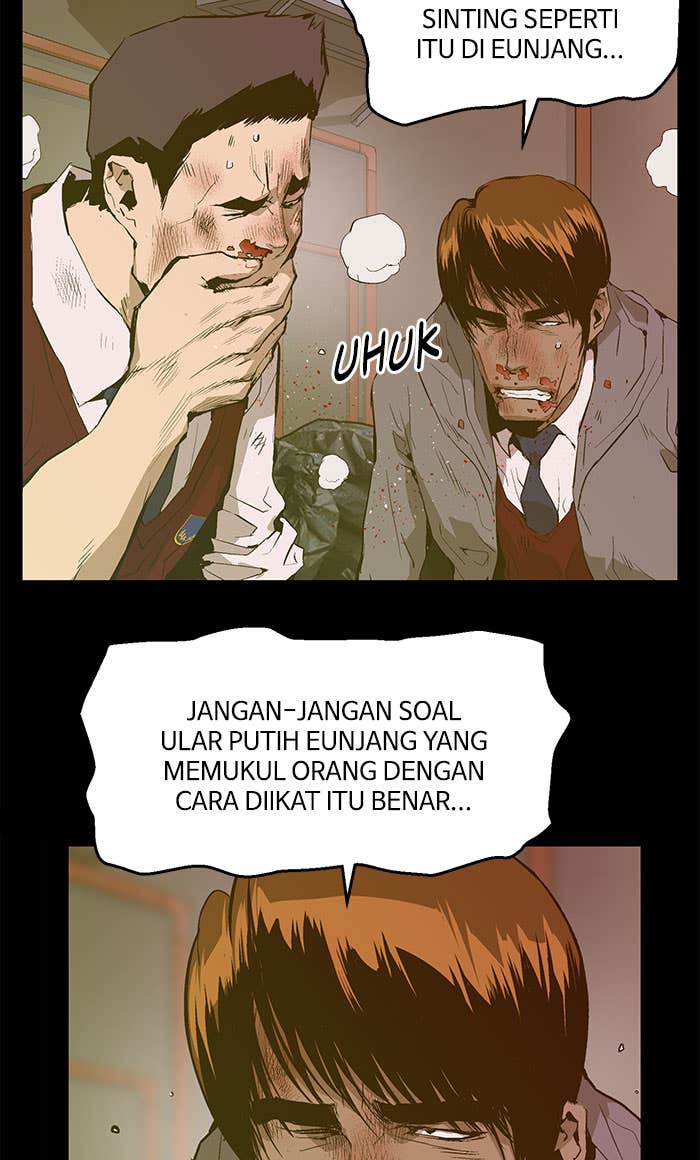 SINTING SEPERTI
ITU DI EUNJANG...
UHUK
JANGAN-JANGAN SOAL
ULAR PUTIH EUNJANG YANG
MEMUKUL ORANG DENGAN
CARA DIIKAT ITU BENAR...